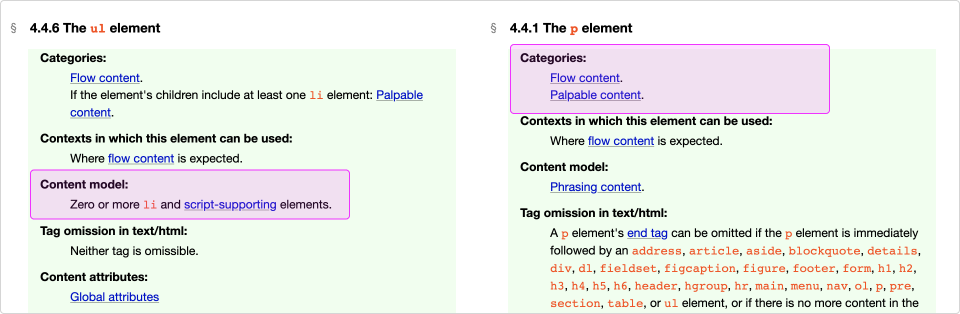 § 4.4.6 The ul element
Categories:
Flow content.
If the element's children include at least one li element: Palpable
content.
Contexts in which this element can be used:
Where flow content is expected.
Content model:
Zero or more li and script-supporting elements.
Tag omission in text/html:
Neither tag is omissible.
Content attributes:
Global attributes
§ 4.4.1 The p element
Categories:
Flow content.
Palpable content.
Contexts in which this element can be used:
Where flow content is expected.
Content model:
Phrasing content.
Tag omission in text/html:
A p element's end tag can be omitted if the p element is immediately
followed by an address, article, aside, blockquote, details,
div, dl, fieldset, figcaption, figure, footer, form, h1, h2,
h3, h4, h5, h6, header, hgroup, hr, main, menu, nav, ol, p, pre,
section, table, or ul element, or if there is no more content in the